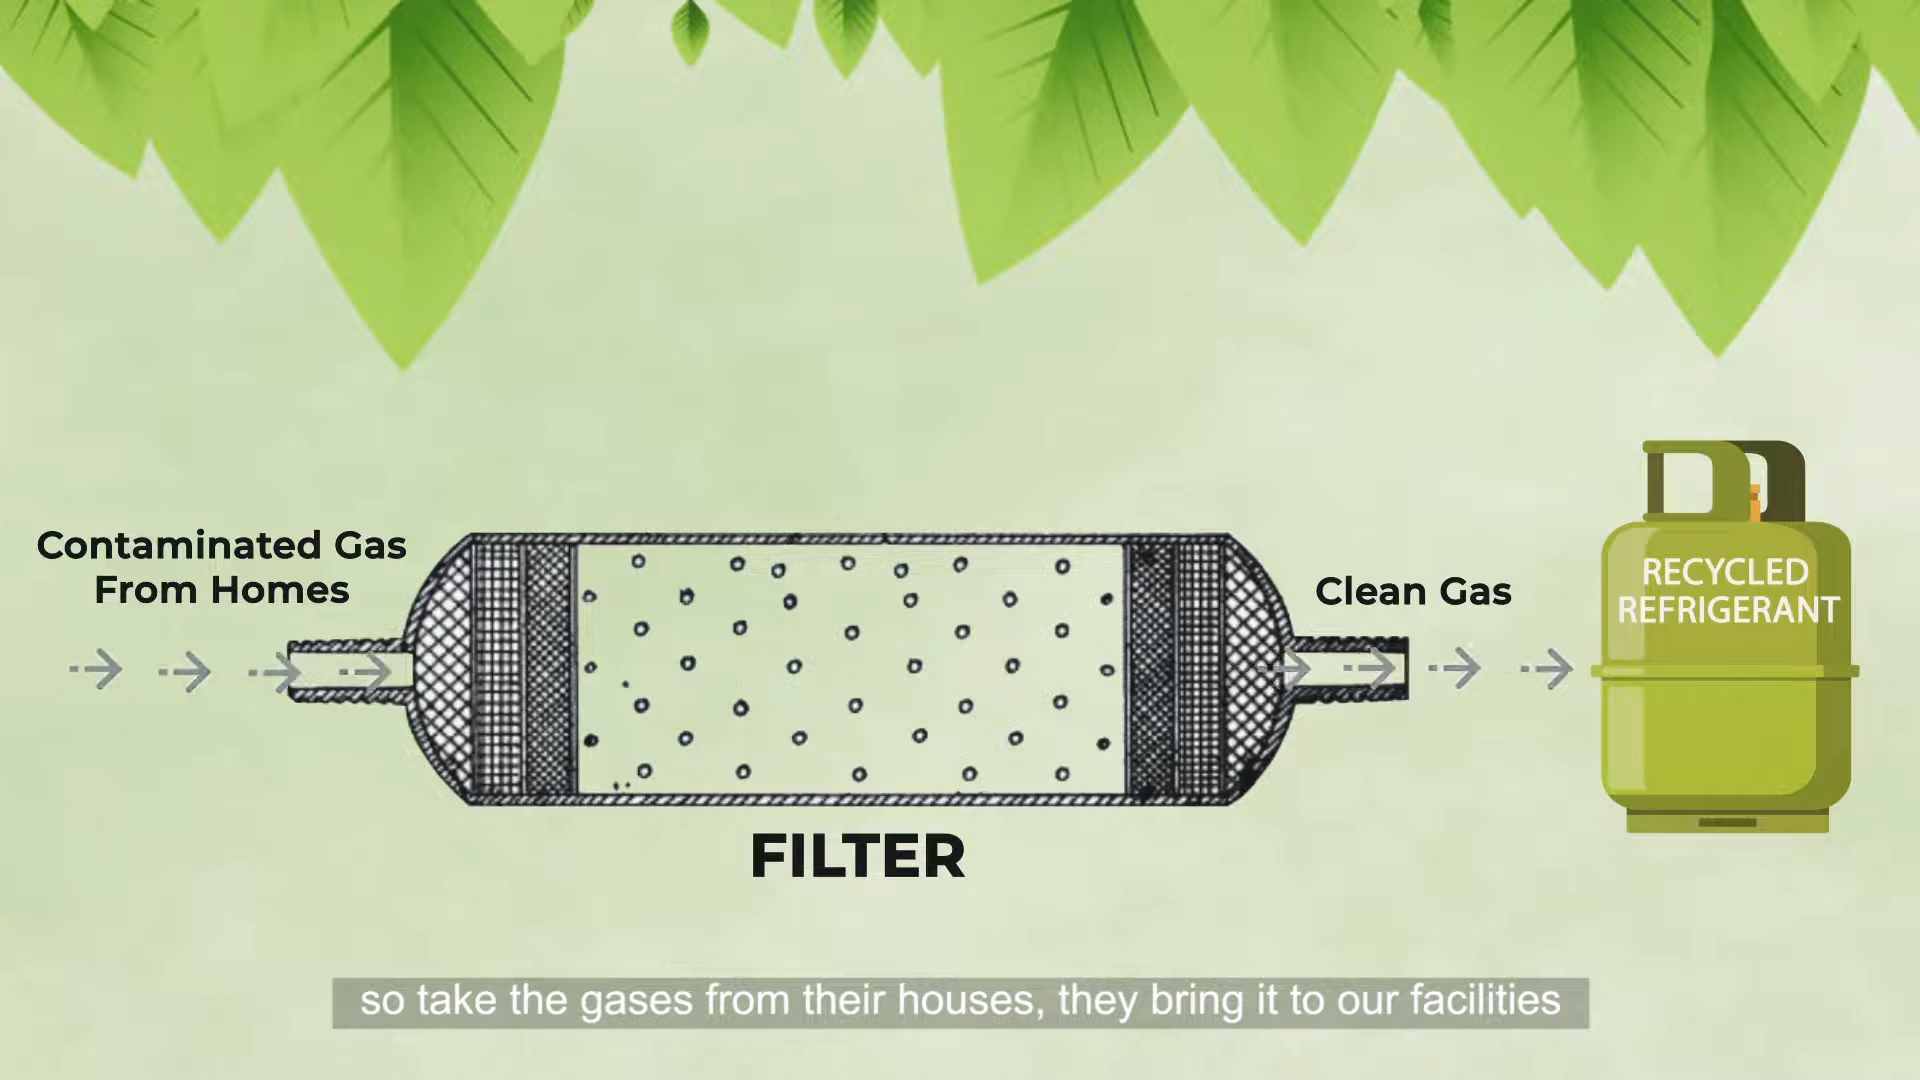 Contaminated Gas
From Homes
Clean Gas
RECYCLED
REFRIGERANT
FILTER
so take the gases from their houses, they bring it to our facilities